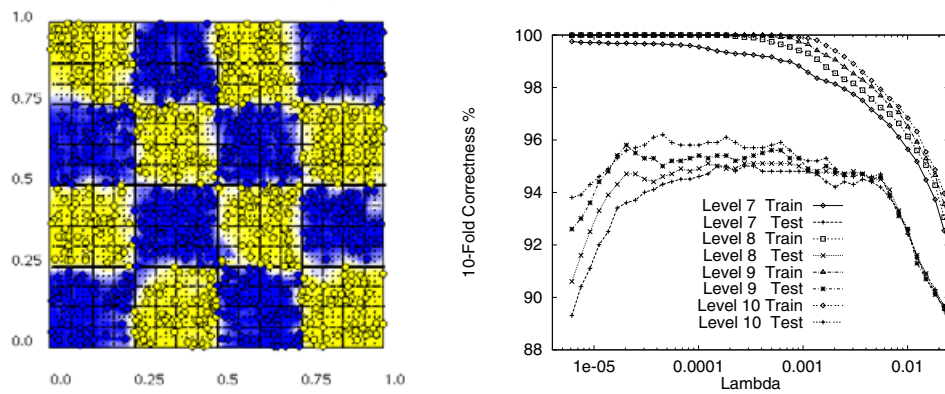 1.0
0.75
0.5
0.25
0.0
0.0 0.25 0.5 0.75 1.0
10-Fold Correctness %
100
98
96
94
92
90
88
Level 7 Train
Level 7 Test
Level 8 Train
Level 8 Test
Level 9 Train
Level 9 Test
Level 10 Train
Level 10 Test
1e-05 0.0001 0.001 0.01
Lambda